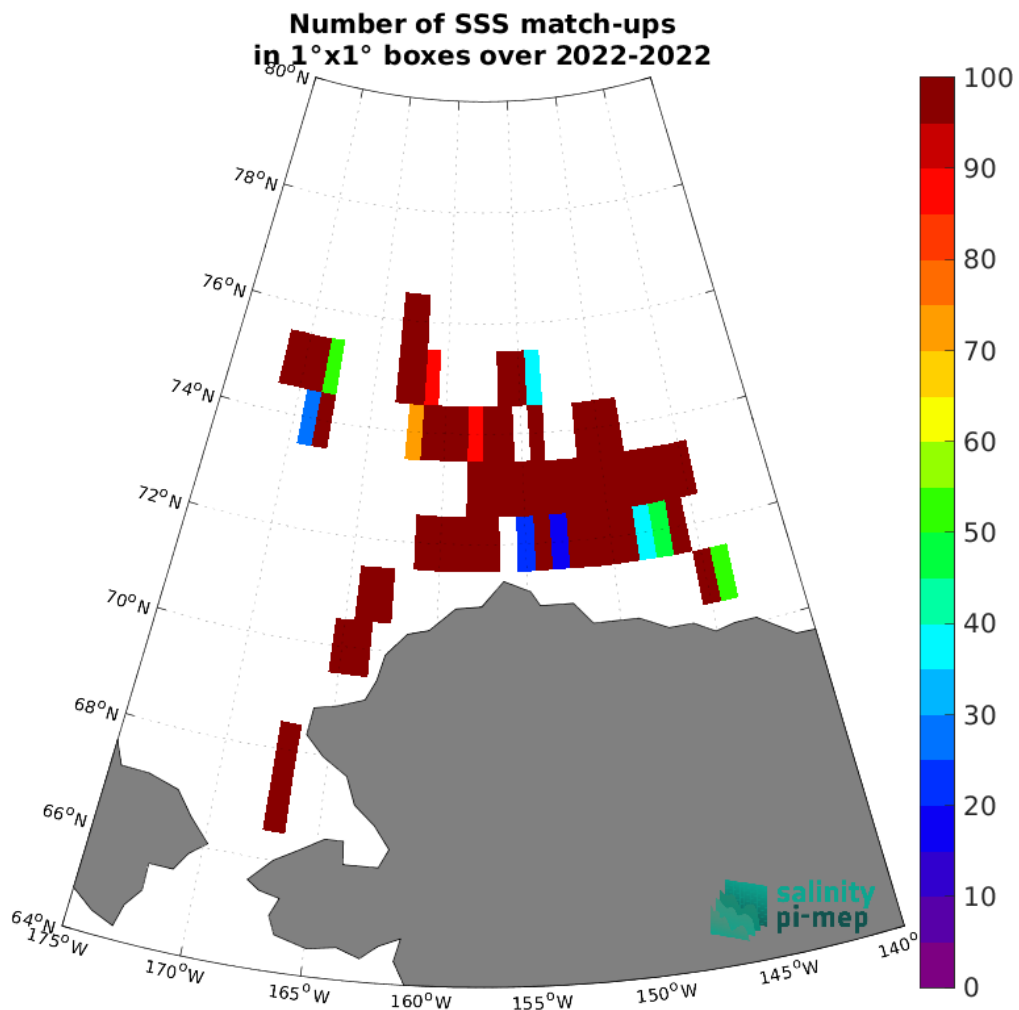 Number of SSS match-ups
in 1°x1° boxes over 2022-2022
80°N
78°N
76°N
74°N
72°N
70°N
68°N
66°N
64°N
175°W
170°W
165°W
160°W
155°W
150°W
145°W
140°
100
90
80
70
60
50
40
30
20
10
0
salinity
pi-mep